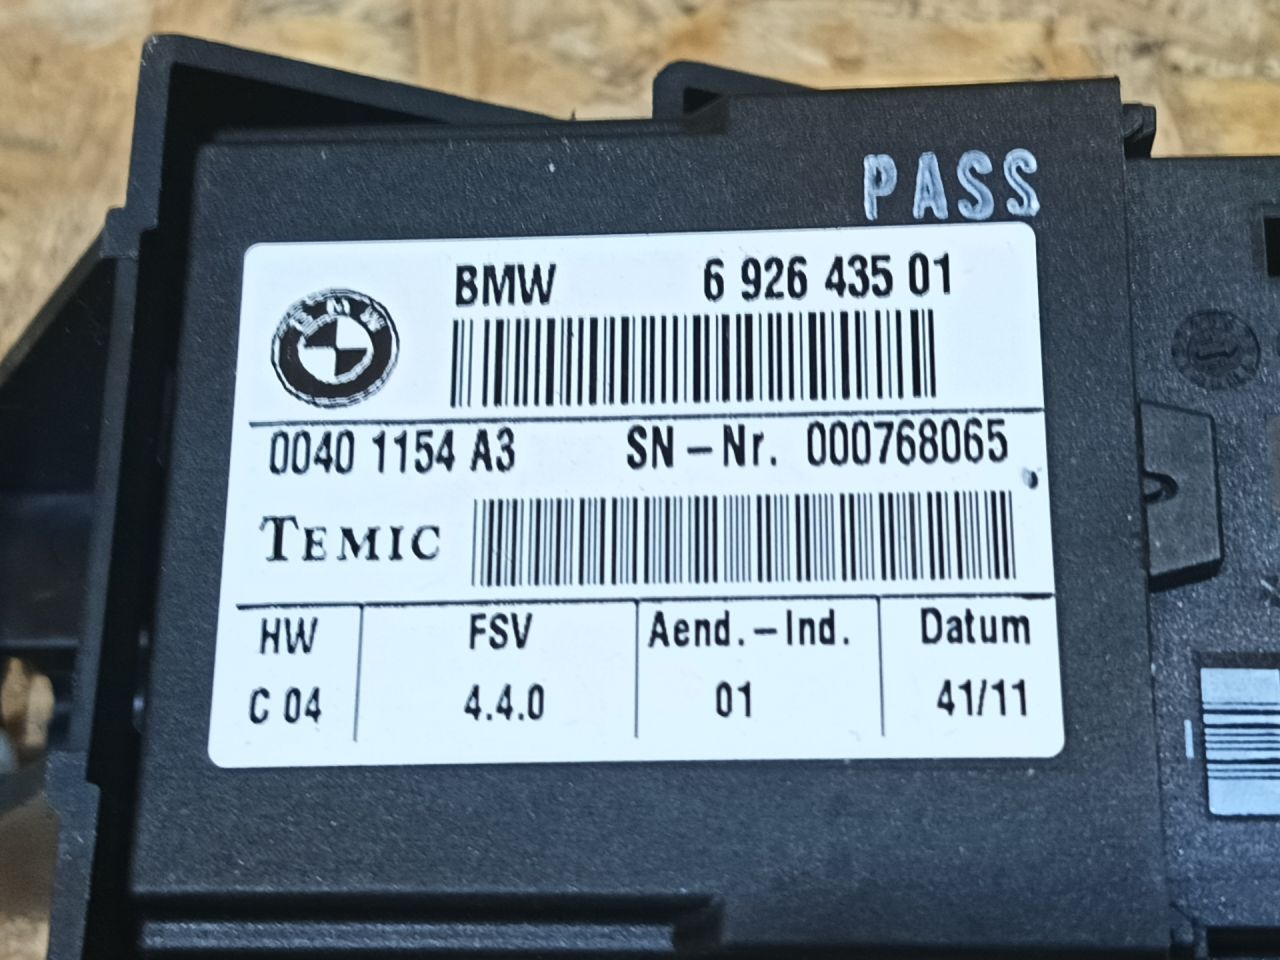 PASS
BMW 6 926 435 01
BMW
0040 1154 A3 SN-Nr. 000768065
TEMIC
HW FSV Aend.-Ind. Datum
C 04 4.4.0 01 41/11